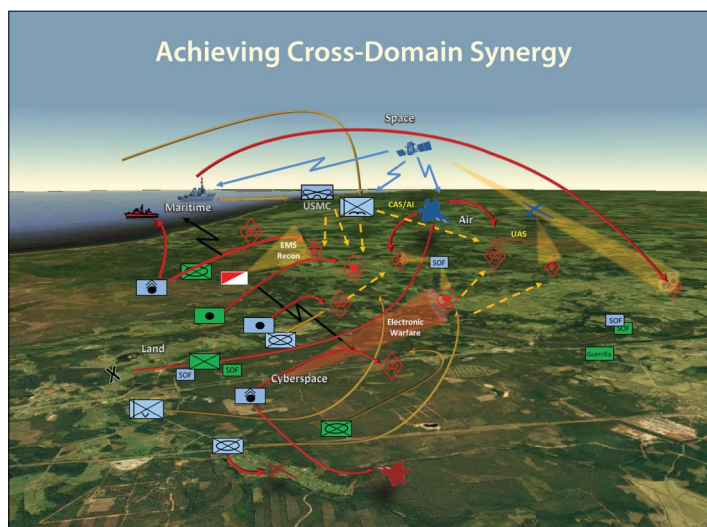 Achieving Cross-Domain Synergy
Space
Maritime
USMC
CAS/AI
Air
UAS
EMS
Recon
SOF
Electronic
Warfare
SOF
SOF
Guerrilla
Land
SOF
SOF
Cyberspace